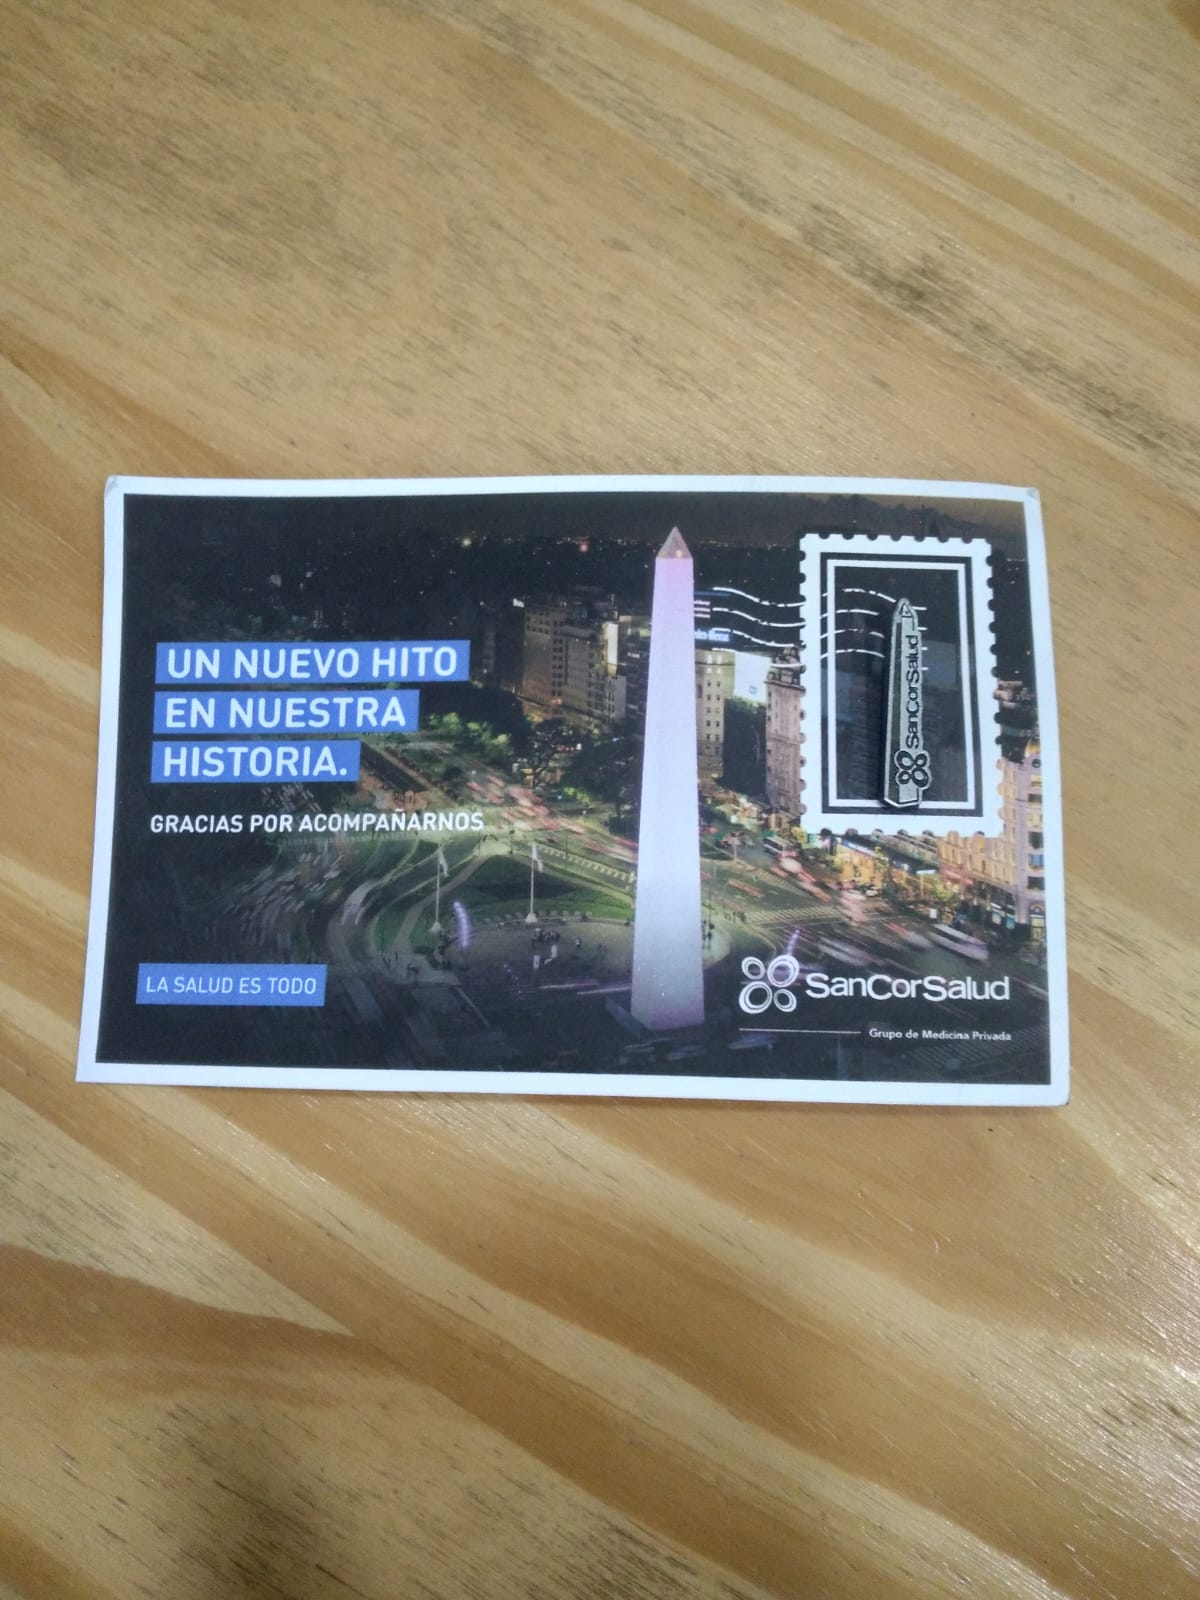 UN NUEVO HITO
EN NUESTRA
HISTORIA.
GRACIAS POR ACOMPAÑARNOS
LA SALUD ES TODO
SanCorSalud
SanCorSalud
Grupo de Medicina Privada